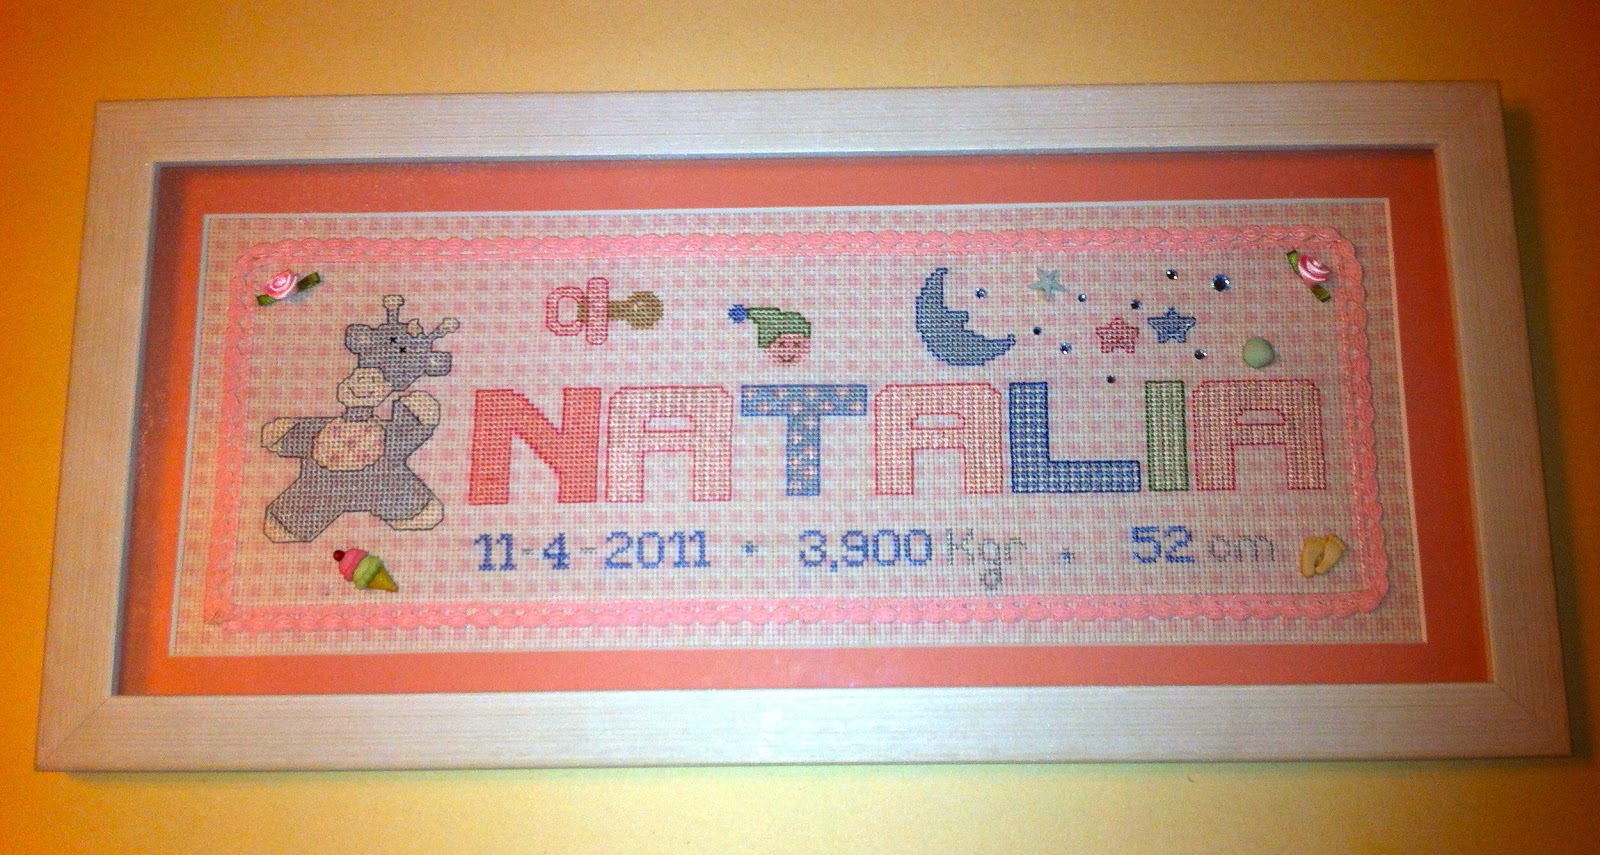 NATALIA
11-4-2011 • 3,900 Kgr • 52 cm